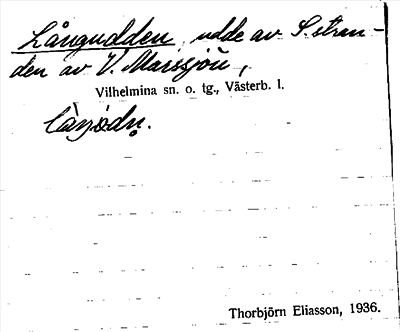 Långudden, udde av S. stran-
den av V. Marssjön,
Vilhelmina sn. o. tg., Västerb. l.
Thorbjörn Eliasson, 1936.